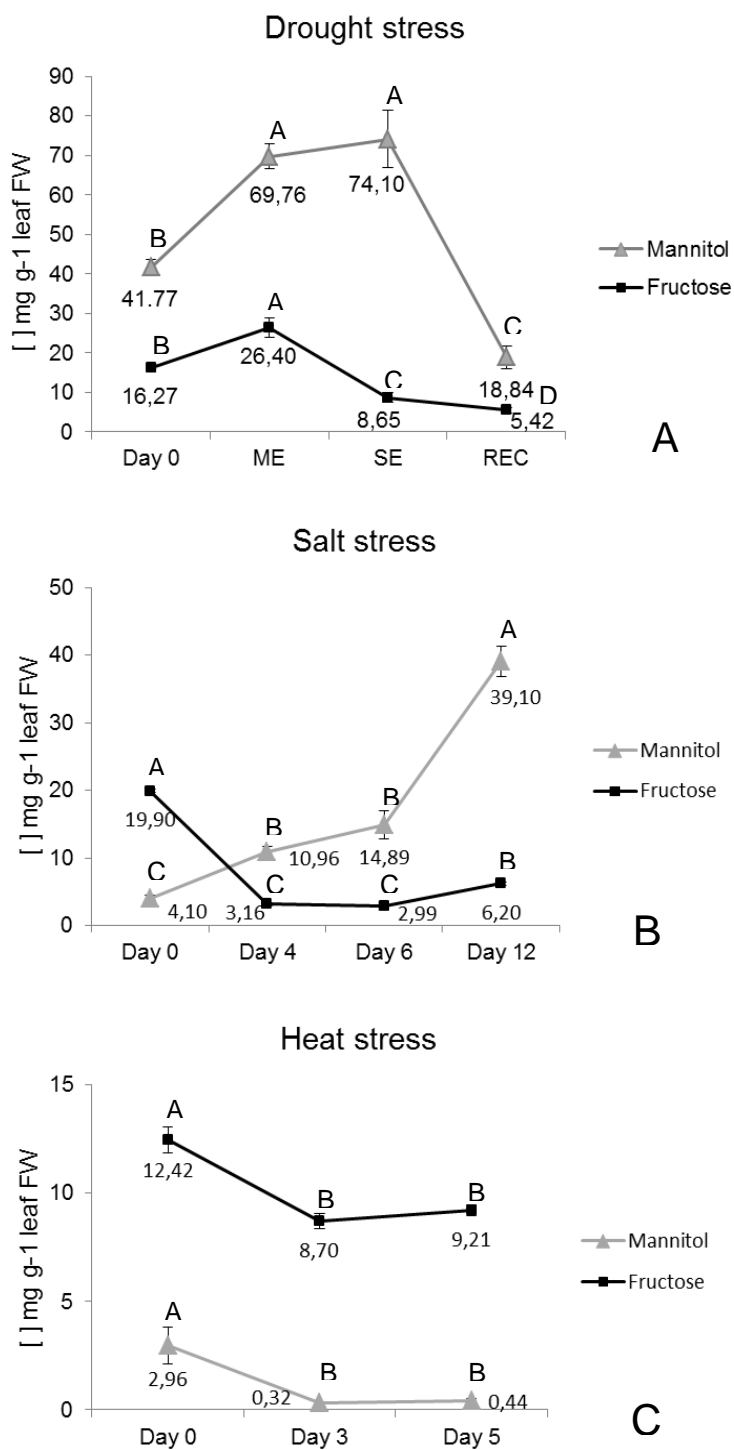 Drought stress
90
80
70
60
50
40
30
20
10
0
[ ] mg g-1 leaf FW
A
A
B
69,76
74,10
41.77
A
B
C
16,27
26,40
C
18,84
D
8,65
5,42
Day 0 ME SE REC
Mannitol
Fructose
A
Salt stress
50
40
30
20
10
0
[ ] mg g-1 leaf FW
A
39,10
A
B
B
19,90
10,96
14,89
C
C
C
B
4,10
3,16
2,99
6,20
Day 0 Day 4 Day 6 Day 12
Mannitol
Fructose
B
Heat stress
15
10
5
0
[ ] mg g-1 leaf FW
A
12,42
B
B
8,70
9,21
A
2,96
B
B
0,32
0,44
Day 0 Day 3 Day 5
Mannitol
Fructose
C